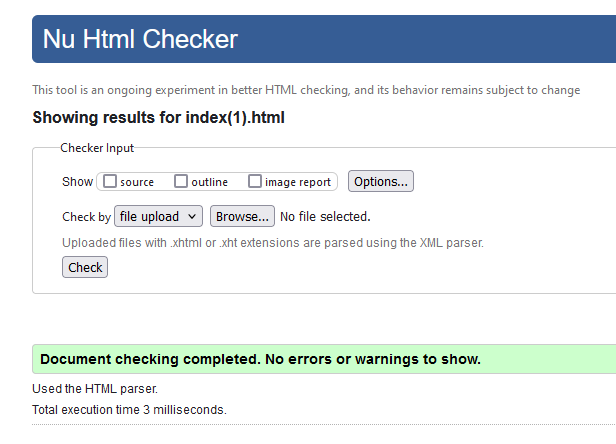 Nu Html Checker
This tool is an ongoing experiment in better HTML checking, and its behavior remains subject to change
Showing results for index(1).html
Checker Input
Show source outline image report Options...
Check by file upload Browse... No file selected.
Uploaded files with .xhtml or .xht extensions are parsed using the XML parser.
Check
Document checking completed. No errors or warnings to show.
Used the HTML parser.
Total execution time 3 milliseconds.